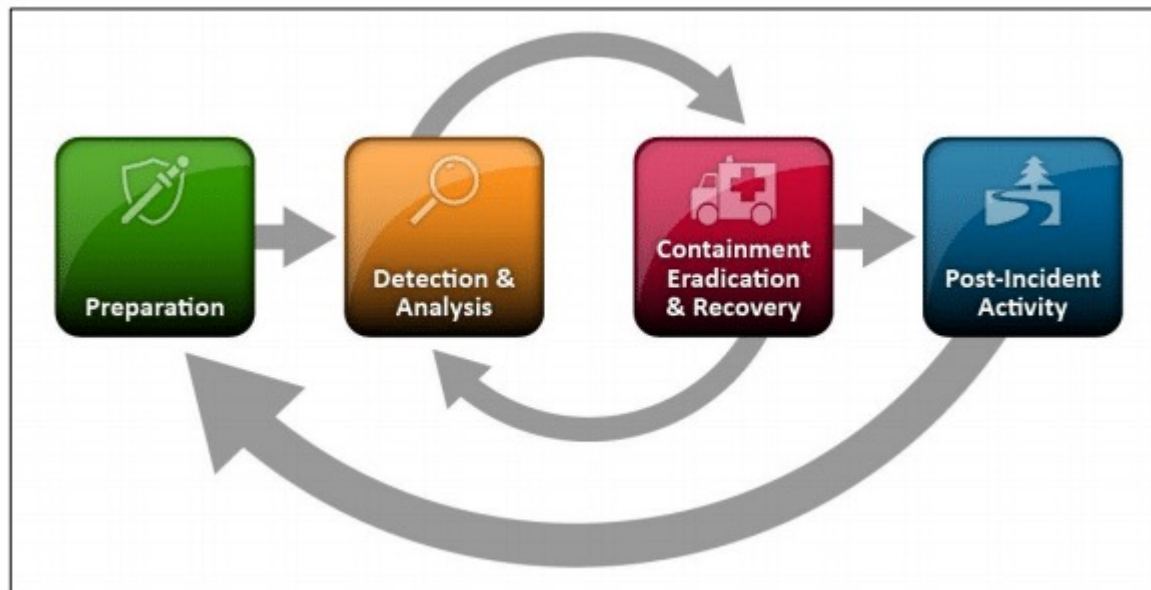 Preparation
Detection &
Analysis
Containment
Eradication
& Recovery
Post-Incident
Activity